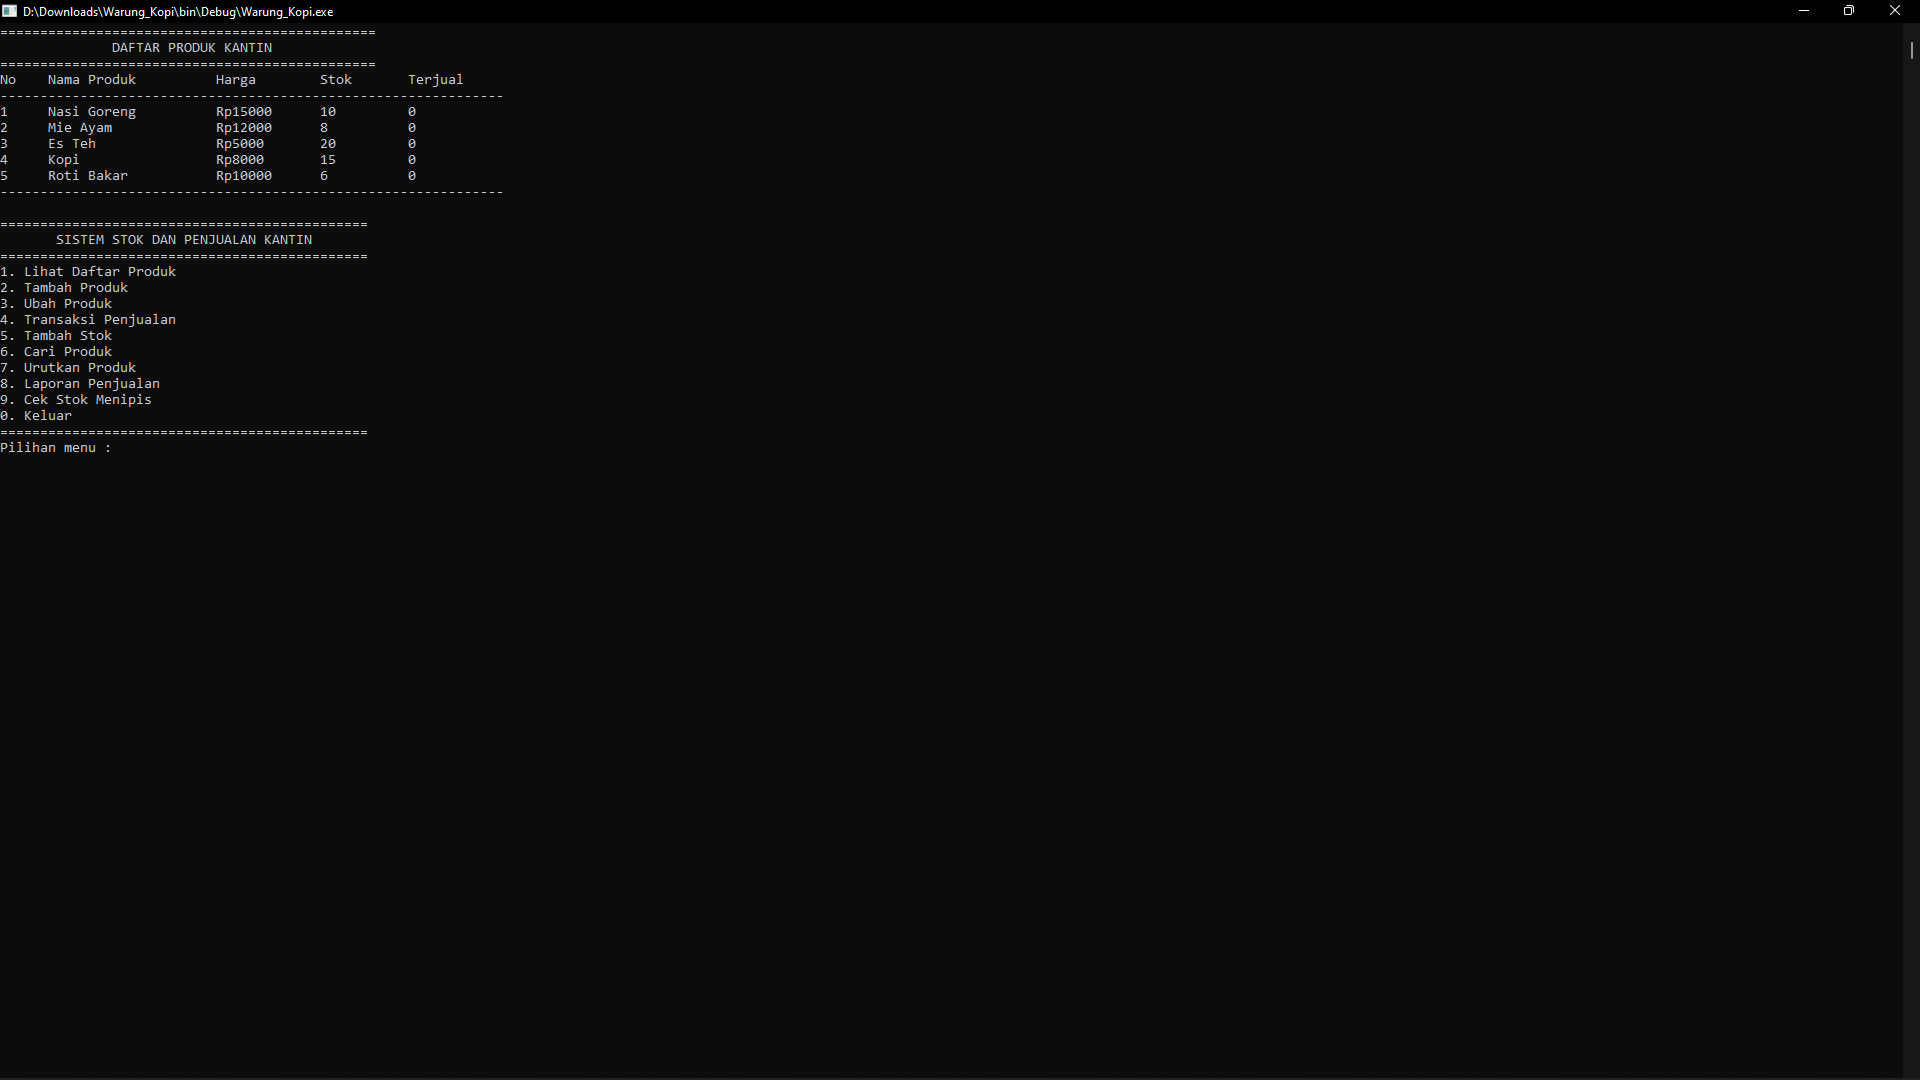 D:\Downloads\Warung_Kopi\bin\Debug\Warung_Kopi.exe
===============================================
              DAFTAR PRODUK KANTIN
===============================================
No    Nama Produk          Harga        Stok       Terjual
---------------------------------------------------------------
1     Nasi Goreng          Rp15000      10         0
2     Mie Ayam             Rp12000      8          0
3     Es Teh               Rp5000       20         0
4     Kopi                 Rp8000       15         0
5     Roti Bakar           Rp10000      6          0
---------------------------------------------------------------
==============================================
       SISTEM STOK DAN PENJUALAN KANTIN
==============================================
1. Lihat Daftar Produk
2. Tambah Produk
3. Ubah Produk
4. Transaksi Penjualan
5. Tambah Stok
6. Cari Produk
7. Urutkan Produk
8. Laporan Penjualan
9. Cek Stok Menipis
0. Keluar
==============================================
Pilihan menu :